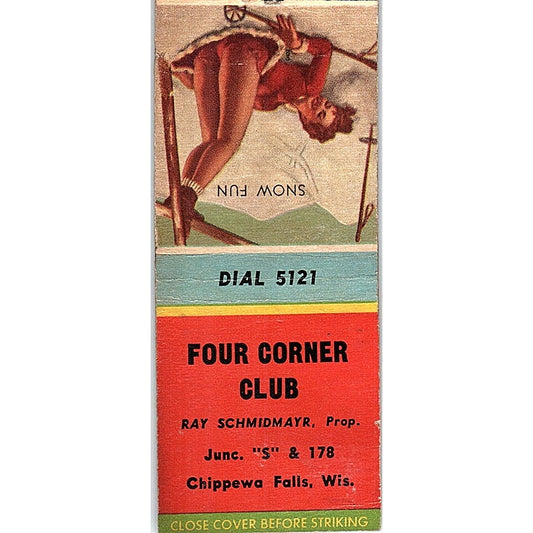 SNOW FUN
DIAL 5121
FOUR CORNER
CLUB
RAY SCHMIDMAYR, Prop.
Junc. "S" & 178
Chippewa Falls, Wis.
CLOSE COVER BEFORE STRIKING